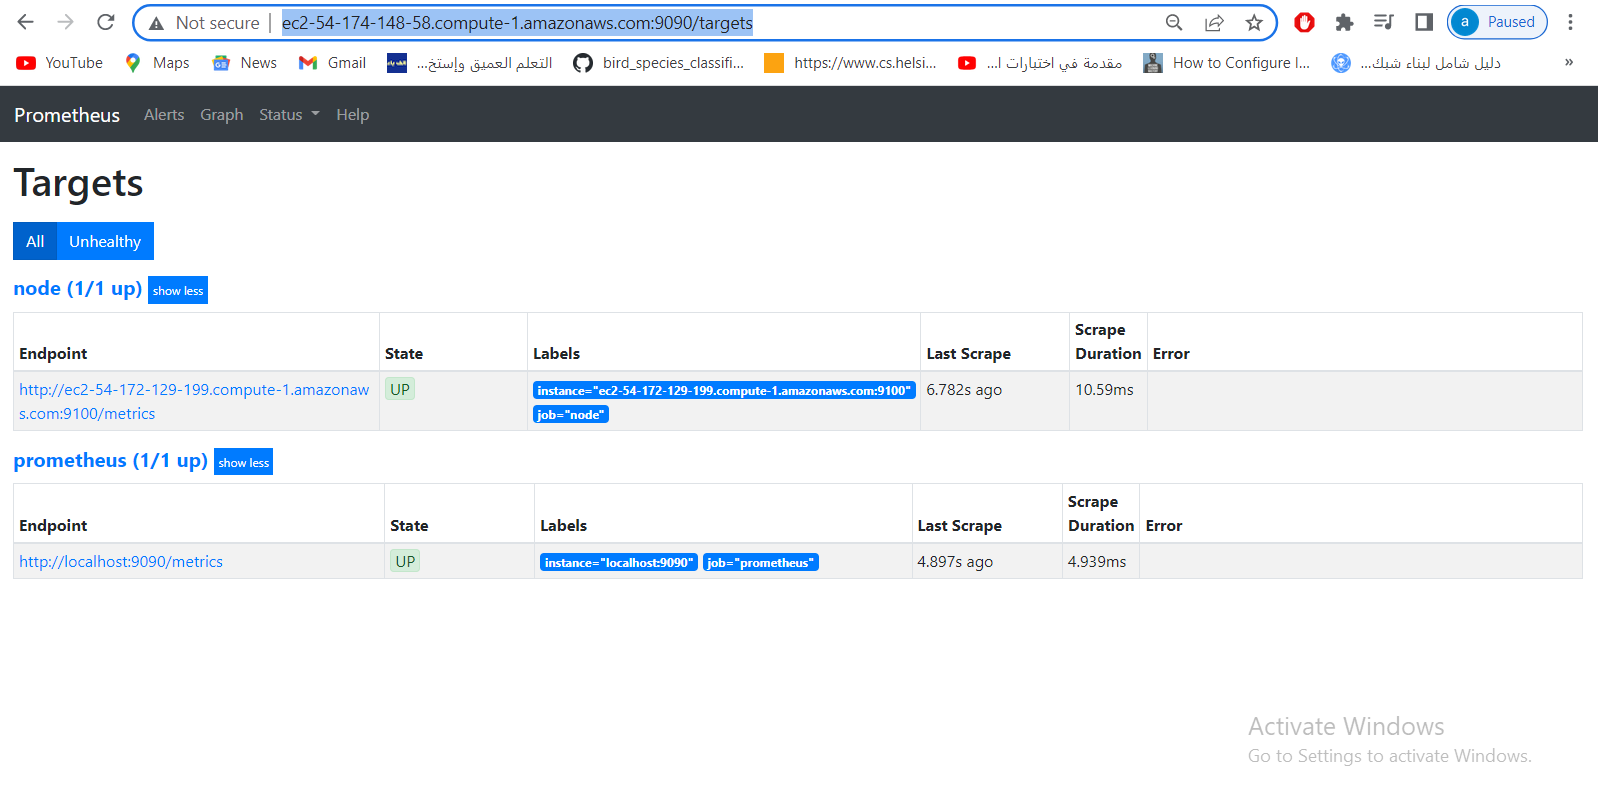 Not secure | ec2-54-174-148-58.compute-1.amazonaws.com:9090/targets a Paused
YouTube Maps News Gmail التعلم العميق وإستخ... bird_species_classifi... https://www.cs.helsi... مقدمة في اختبارات ا... How to Configure I... دليل شامل لبناء شبك... »
Prometheus Alerts Graph Status Help
Targets
All Unhealthy
node (1/1 up) show less
Scrape
Endpoint State Labels Last Scrape Duration Error
http://ec2-54-172-129-199.compute-1.amazonaw UP instance="ec2-54-172-129-199.compute-1.amazonaws.com:9100" 6.782s ago 10.59ms
s.com:9100/metrics job="node"
prometheus (1/1 up) show less
Scrape
Endpoint State Labels Last Scrape Duration Error
http://localhost:9090/metrics UP instance="localhost:9090" job="prometheus" 4.897s ago 4.939ms
Activate Windows
Go to Settings to activate Windows.